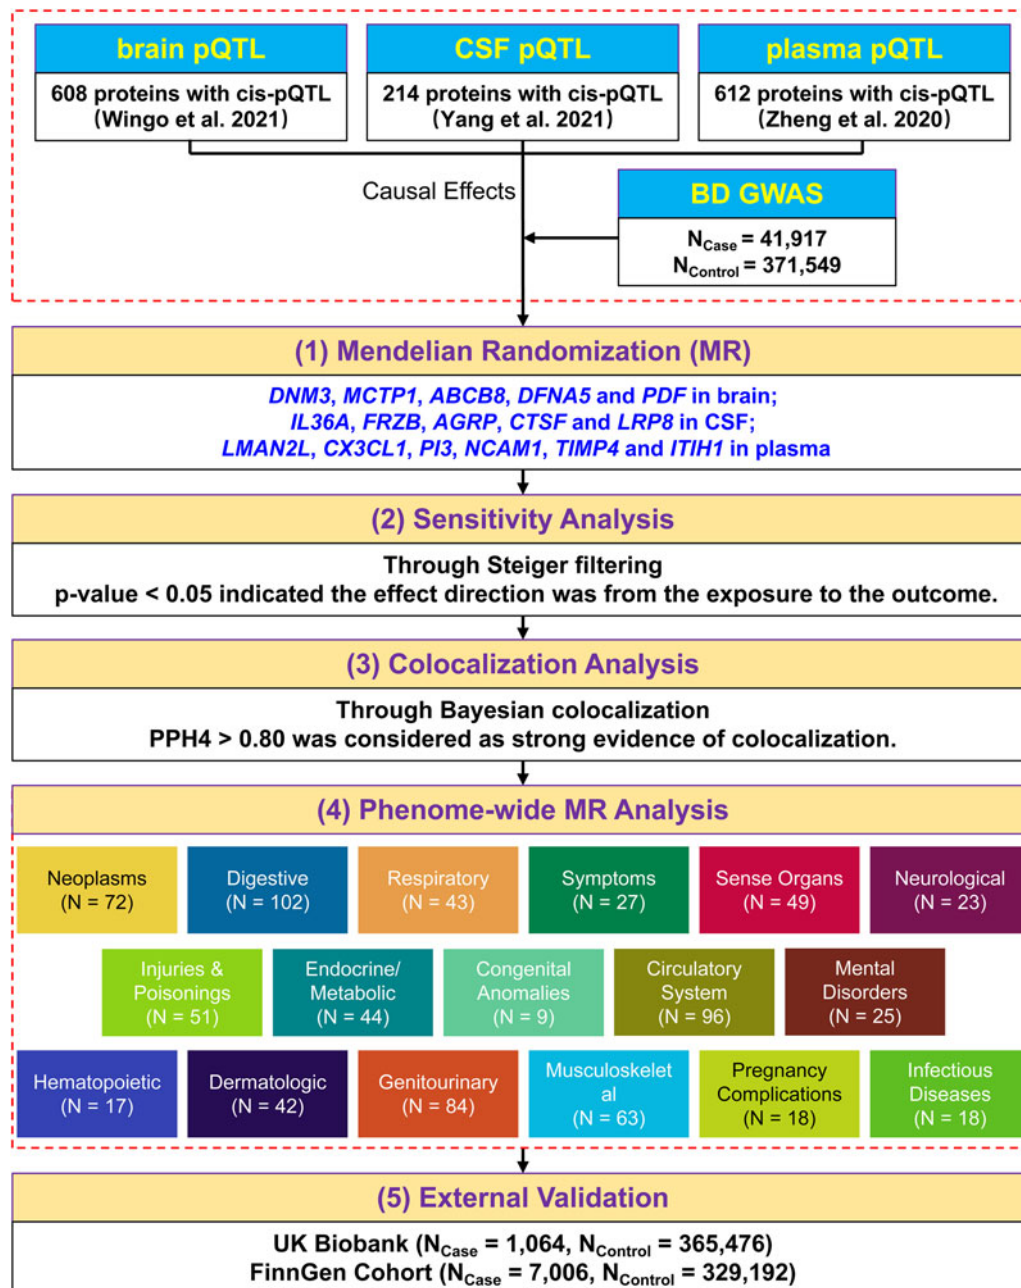 brain pQTL
608 proteins with cis-pQTL
(Wingo et al. 2021)
CSF pQTL
214 proteins with cis-pQTL
(Yang et al. 2021)
plasma pQTL
612 proteins with cis-pQTL
(Zheng et al. 2020)
Causal Effects
BD GWAS
N_Case = 41,917
N_Control = 371,549
(1) Mendelian Randomization (MR)
DNM3, MCTP1, ABCB8, DFNA5 and PDF in brain;
IL36A, FRZB, AGRP, CTSF and LRP8 in CSF;
LMAN2L, CX3CL1, PI3, NCAM1, TIMP4 and ITIH1 in plasma
(2) Sensitivity Analysis
Through Steiger filtering
p-value < 0.05 indicated the effect direction was from the exposure to the outcome.
(3) Colocalization Analysis
Through Bayesian colocalization
PPH4 > 0.80 was considered as strong evidence of colocalization.
(4) Phenome-wide MR Analysis
Neoplasms
(N = 72)
Digestive
(N = 102)
Respiratory
(N = 43)
Symptoms
(N = 27)
Sense Organs
(N = 49)
Neurological
(N = 23)
Injuries &
Poisonings
(N = 51)
Endocrine/
Metabolic
(N = 44)
Congenital
Anomalies
(N = 9)
Circulatory
System
(N = 96)
Mental
Disorders
(N = 25)
Hematopoietic
(N = 17)
Dermatologic
(N = 42)
Genitourinary
(N = 84)
Musculoskelet
al
(N = 63)
Pregnancy
Complications
(N = 18)
Infectious
Diseases
(N = 18)
(5) External Validation
UK Biobank (N_Case = 1,064, N_Control = 365,476)
FinnGen Cohort (N_Case = 7,006, N_Control = 329,192)